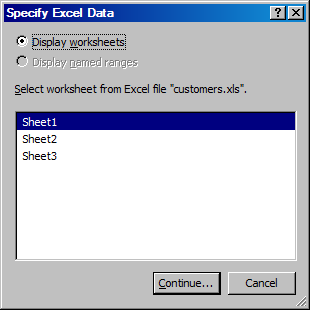 Specify Excel Data
Display worksheets
Display named ranges
Select worksheet from Excel file "customers.xls".
Sheet1
Sheet2
Sheet3
Continue... Cancel